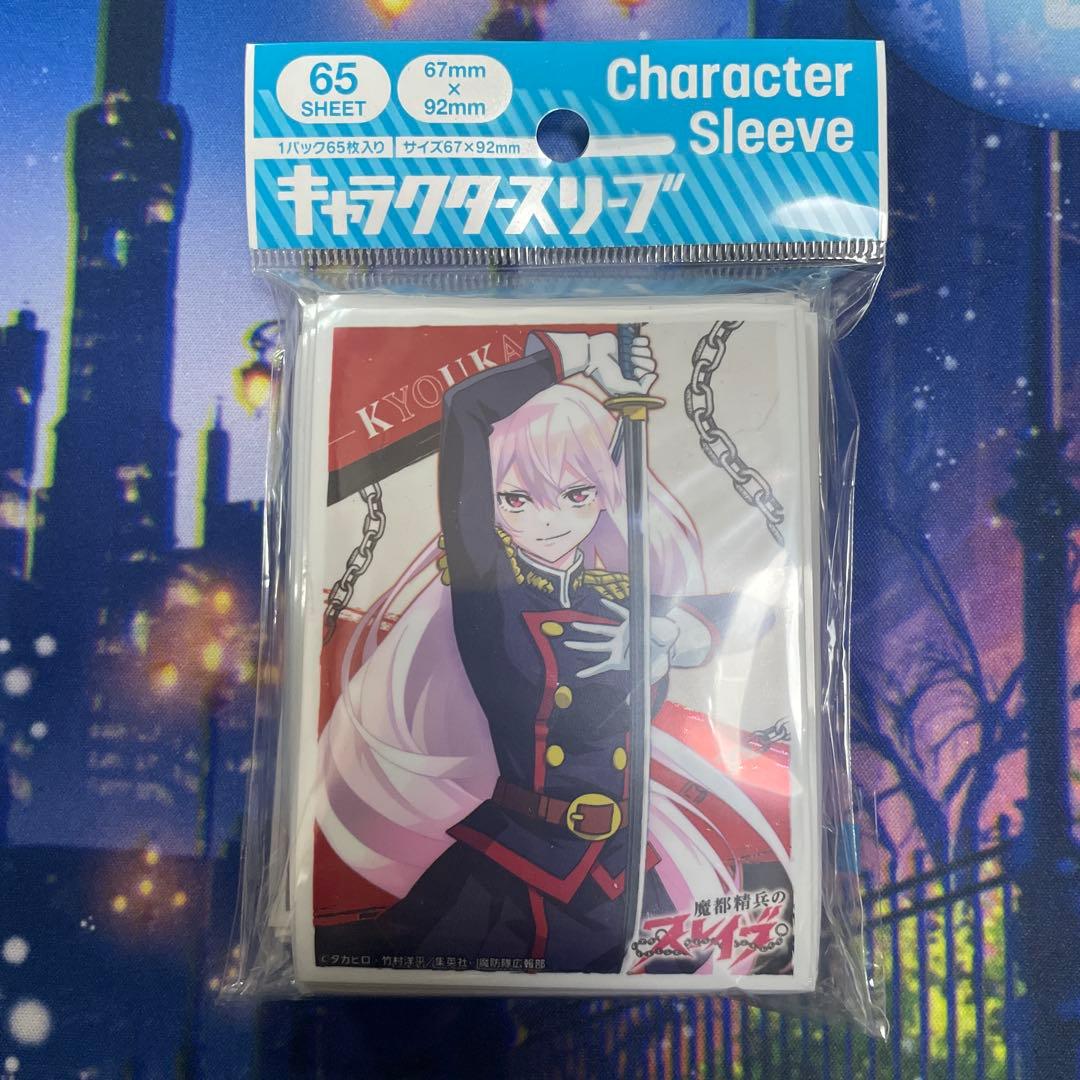 65
SHEET
67mm
×
92mm
Character
Sleeve
1パック65枚入り
サイズ67×92mm
キャラクタースリーブ
KYOUKA
魔都精兵の
スレイブ
©タカヒロ・竹村洋平/集英社・魔防隊広報部